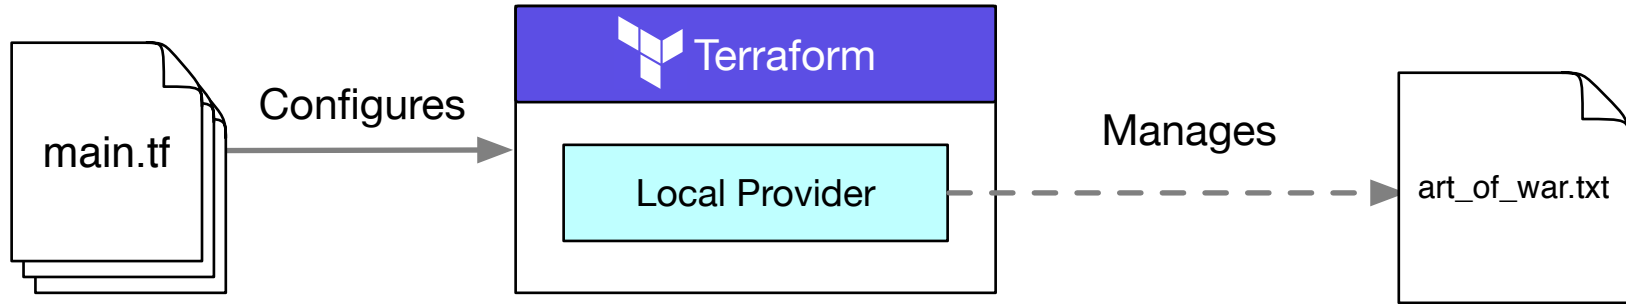 main.tf
Configures
Terraform
Local Provider
Manages
art_of_war.txt